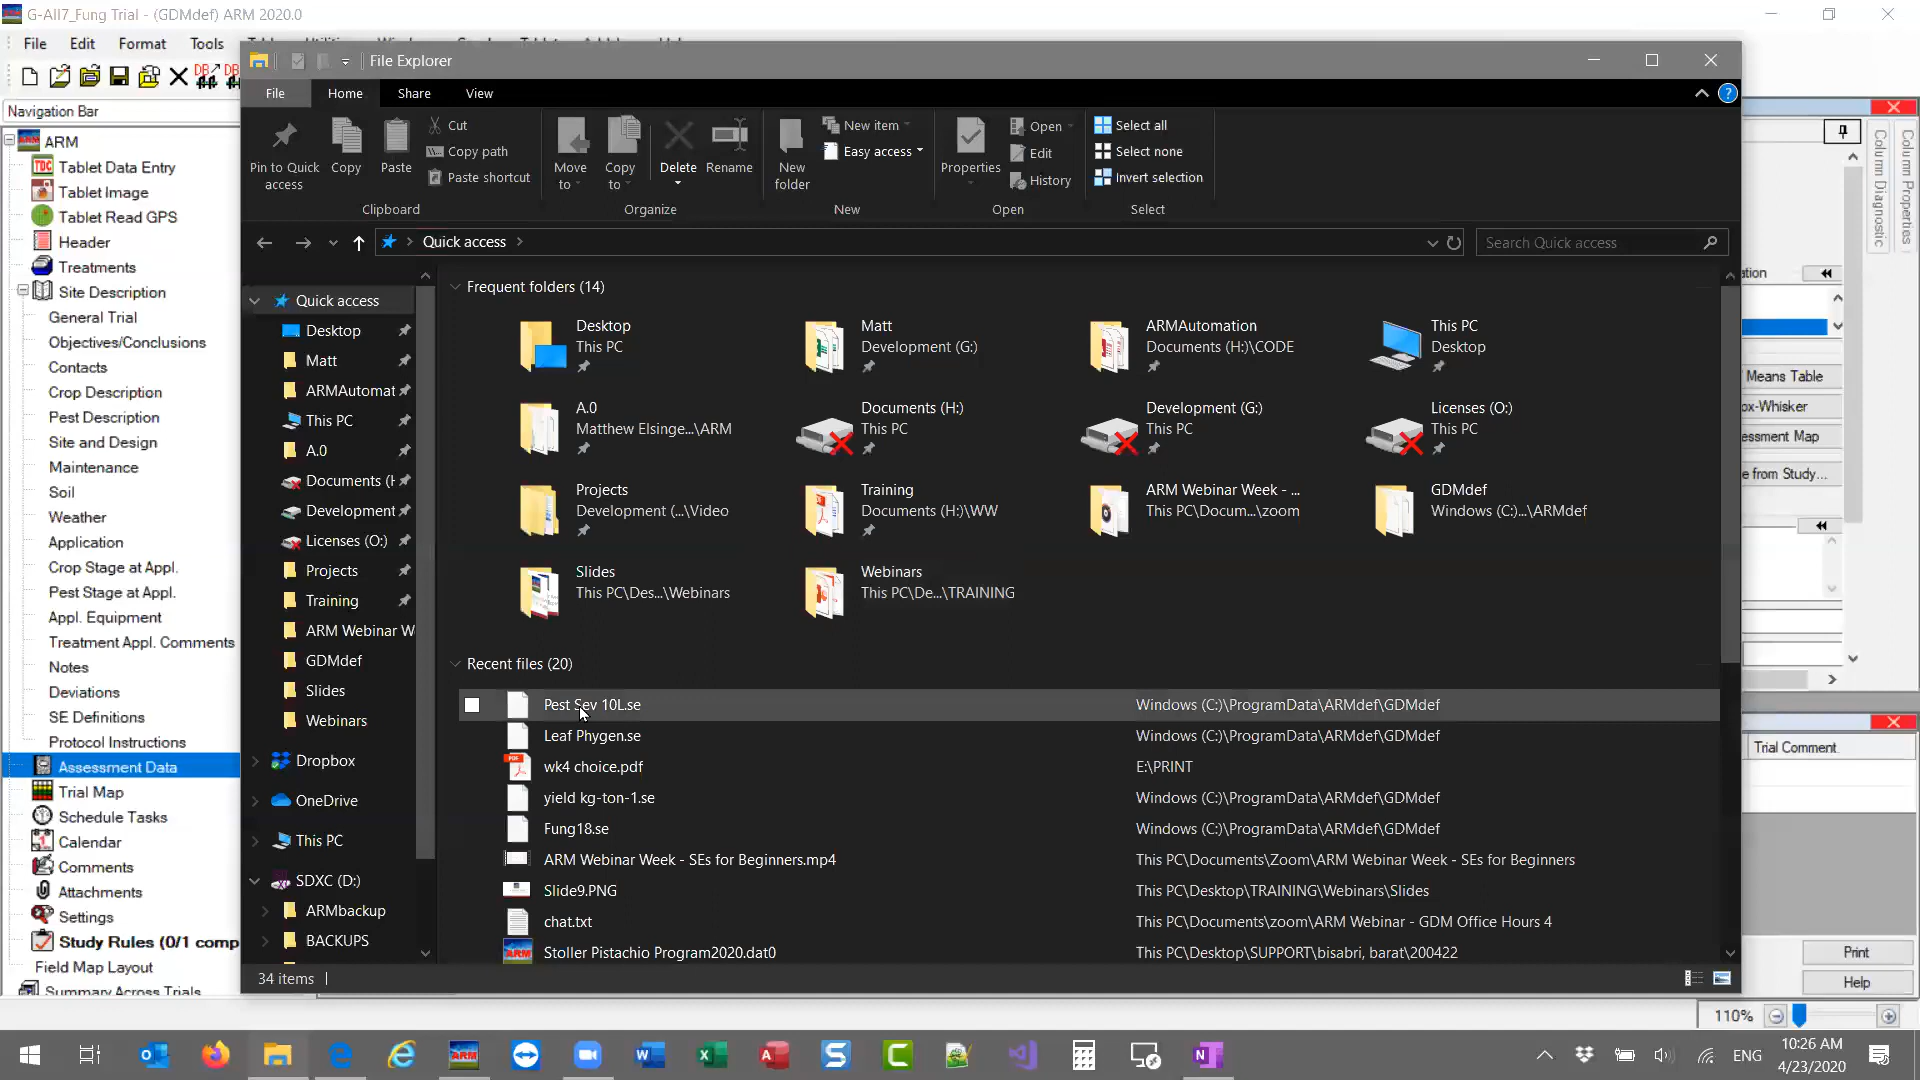 G-All7_Fung Trial - (GDMdef) ARM 2020.0
File Edit Format Tools
Navigation Bar
ARM
Tablet Data Entry
Tablet Image
Tablet Read GPS
Header
Treatments
Site Description
General Trial
Objectives/Conclusions
Contacts
Crop Description
Pest Description
Site and Design
Maintenance
Soil
Weather
Application
Crop Stage at Appl.
Pest Stage at Appl.
Appl. Equipment
Treatment Appl. Comments
Notes
Deviations
SE Definitions
Protocol Instructions
Assessment Data
Trial Map
Schedule Tasks
Calendar
Comments
Attachments
Settings
Study Rules (0/1 comp
Field Map Layout
Summary Across Trials
File Explorer
File Home Share View
Pin to Quick access
Copy
Paste
Cut
Copy path
Paste shortcut
Clipboard
Move to
Copy to
Delete
Rename
Organize
New folder
New item
Easy access
New
Properties
Open
Edit
History
Open
Select all
Select none
Invert selection
Select
Quick access
Search Quick access
Quick access
Desktop
Matt
ARMAutomat
This PC
A.0
Documents (H
Development
Licenses (O:)
Projects
Training
ARM Webinar W
GDMdef
Slides
Webinars
Dropbox
OneDrive
This PC
SDXC (D:)
ARMbackup
BACKUPS
Frequent folders (14)
Desktop
This PC
Matt
Development (G:)
ARMAutomation
Documents (H:)\CODE
This PC
Desktop
A.0
Matthew Elsinge...\ARM
Documents (H:)
This PC
Development (G:)
This PC
Licenses (O:)
This PC
Projects
Development (...\Video
Training
Documents (H:)\WW
ARM Webinar Week - ...
This PC\Docum...\zoom
GDMdef
Windows (C:)...\ARMdef
Slides
This PC\Des...\Webinars
Webinars
This PC\De...\TRAINING
Recent files (20)
Pest Sev 10L.se Windows (C:)\ProgramData\ARMdef\GDMdef
Leaf Phygen.se Windows (C:)\ProgramData\ARMdef\GDMdef
wk4 choice.pdf E:\PRINT
yield kg-ton-1.se Windows (C:)\ProgramData\ARMdef\GDMdef
Fung18.se Windows (C:)\ProgramData\ARMdef\GDMdef
ARM Webinar Week - SEs for Beginners.mp4 This PC\Documents\Zoom\ARM Webinar Week - SEs for Beginners
Slide9.PNG This PC\Desktop\TRAINING\Webinars\Slides
chat.txt This PC\Documents\zoom\ARM Webinar - GDM Office Hours 4
Stoller Pistachio Program2020.dat0 This PC\Desktop\SUPPORT\bisabri, barat\200422
34 items
Column Diagnostic
Column Properties
ation
Means Table
ox-Whisker
essment Map
e from Study...
Trial Comment
Print
Help
110%
ENG
10:26 AM
4/23/2020